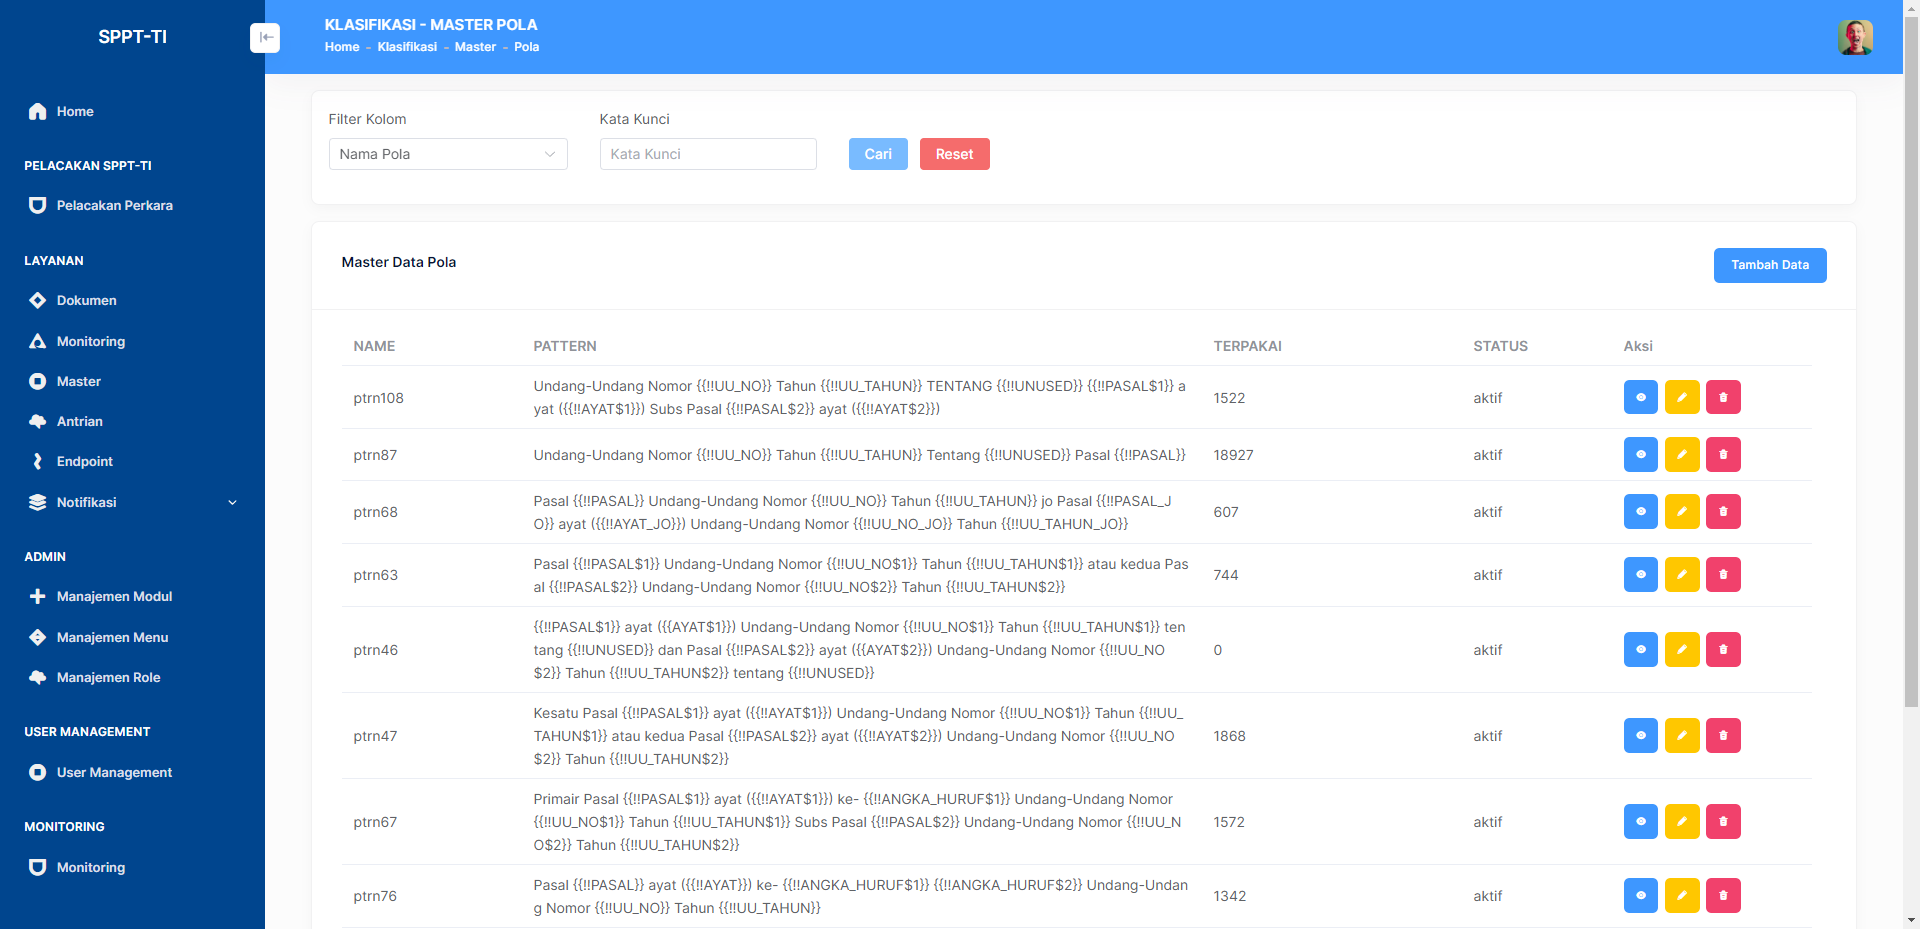 SPPT-TI
Home
PELACAKAN SPPT-TI
Pelacakan Perkara
LAYANAN
Dokumen
Monitoring
Master
Antrian
Endpoint
Notifikasi
ADMIN
Manajemen Modul
Manajemen Menu
Manajemen Role
USER MANAGEMENT
User Management
MONITORING
Monitoring
KLASIFIKASI - MASTER POLA
Home - Klasifikasi - Master - Pola
Filter Kolom
Kata Kunci
Nama Pola
Kata Kunci
Cari
Reset
Master Data Pola
Tambah Data
NAME PATTERN TERPAKAI STATUS Aksi
ptrn108
Undang-Undang Nomor {{!!UU_NO}} Tahun {{!!UU_TAHUN}} TENTANG {{!!UNUSED}} {{!!PASAL$1}} a
yat ({{!!AYAT$1}}) Subs Pasal {{!!PASAL$2}} ayat ({{!!AYAT$2}})
1522
aktif
ptrn87
Undang-Undang Nomor {{!!UU_NO}} Tahun {{!!UU_TAHUN}} Tentang {{!!UNUSED}} Pasal {{!!PASAL}}
18927
aktif
ptrn68
Pasal {{!!PASAL}} Undang-Undang Nomor {{!!UU_NO}} Tahun {{!!UU_TAHUN}} jo Pasal {{!!PASAL_J
O}} ayat ({{!!AYAT_JO}}) Undang-Undang Nomor {{!!UU_NO_JO}} Tahun {{!!UU_TAHUN_JO}}
607
aktif
ptrn63
Pasal {{!!PASAL$1}} Undang-Undang Nomor {{!!UU_NO$1}} Tahun {{!!UU_TAHUN$1}} atau kedua Pas
al {{!!PASAL$2}} Undang-Undang Nomor {{!!UU_NO$2}} Tahun {{!!UU_TAHUN$2}}
744
aktif
ptrn46
{{!!PASAL$1}} ayat ({{AYAT$1}}) Undang-Undang Nomor {{!!UU_NO$1}} Tahun {{!!UU_TAHUN$1}} ten
tang {{!!UNUSED}} dan Pasal {{!!PASAL$2}} ayat ({{AYAT$2}}) Undang-Undang Nomor {{!!UU_NO
$2}} Tahun {{!!UU_TAHUN$2}} tentang {{!!UNUSED}}
0
aktif
ptrn47
Kesatu Pasal {{!!PASAL$1}} ayat ({{!!AYAT$1}}) Undang-Undang Nomor {{!!UU_NO$1}} Tahun {{!!UU_
TAHUN$1}} atau kedua Pasal {{!!PASAL$2}} ayat ({{!!AYAT$2}}) Undang-Undang Nomor {{!!UU_NO
$2}} Tahun {{!!UU_TAHUN$2}}
1868
aktif
ptrn67
Primair Pasal {{!!PASAL$1}} ayat ({{!!AYAT$1}}) ke- {{!!ANGKA_HURUF$1}} Undang-Undang Nomor
{{!!UU_NO$1}} Tahun {{!!UU_TAHUN$1}} Subs Pasal {{!!PASAL$2}} Undang-Undang Nomor {{!!UU_N
O$2}} Tahun {{!!UU_TAHUN$2}}
1572
aktif
ptrn76
Pasal {{!!PASAL}} ayat ({{!!AYAT}}) ke- {{!!ANGKA_HURUF$1}} {{!!ANGKA_HURUF$2}} Undang-Undan
g Nomor {{!!UU_NO}} Tahun {{!!UU_TAHUN}}
1342
aktif